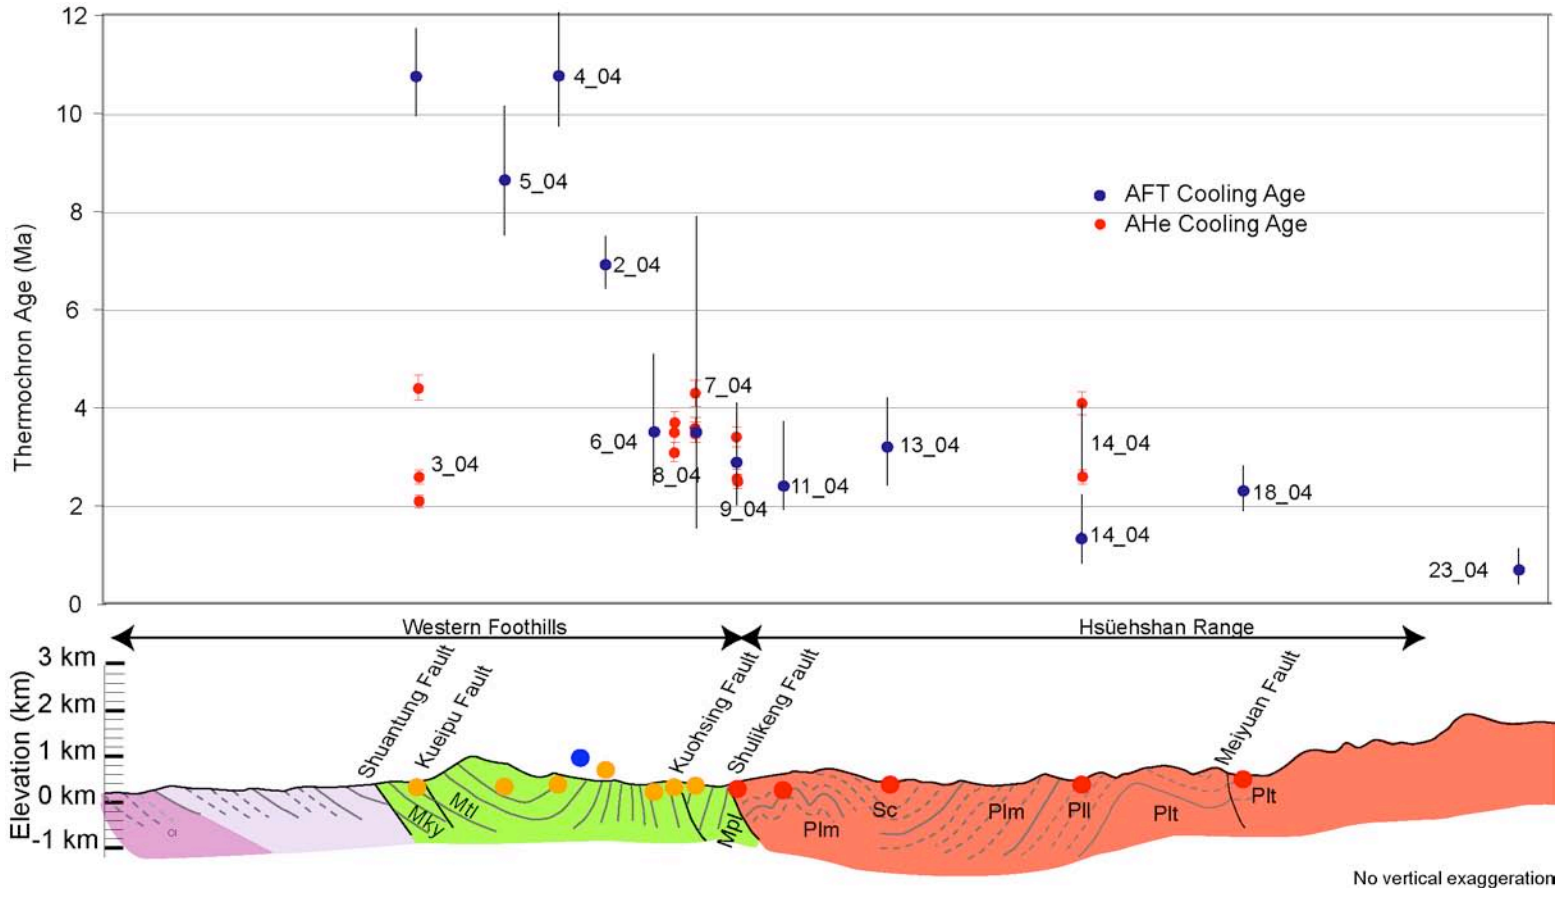 12
10
8
6
4
2
0
Thermochron Age (Ma)
4_04
5_04
2_04
AFT Cooling Age
AHe Cooling Age
7_04
3_04
6_04
8_04
9_04
11_04
13_04
14_04
14_04
18_04
23_04
Western Foothills
Hsüehshan Range
3 km
2 km
1 km
0 km
-1 km
Elevation (km)
Shuantung Fault
Kueipu Fault
Kuohsing Fault
Shulikeng Fault
Meiyuan Fault
Mky
Mtl
Mpl
Plm
Sc
Plm
Pll
Plt
Plt
No vertical exaggeration